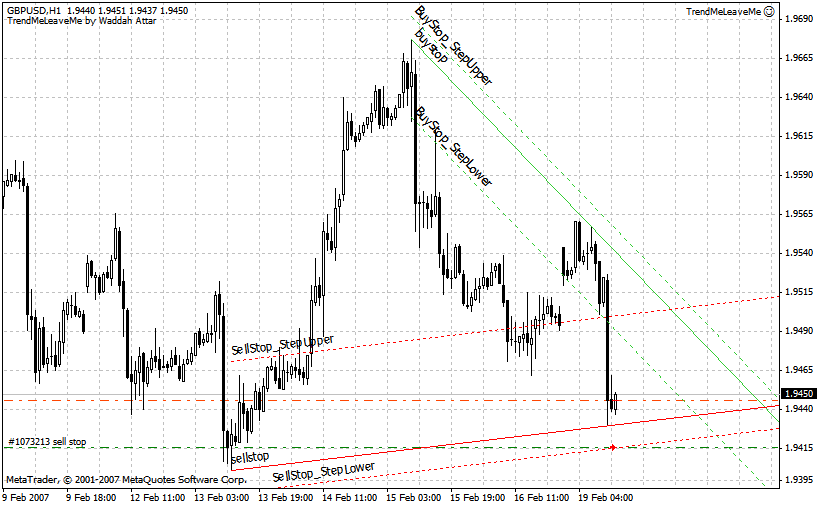 GBPUSD,H1 1.9440 1.9451 1.9437 1.9450
TrendMeLeaveMe by Waddah Attar
TrendMeLeaveMe ☺
BuyStop_StepUpper
buyStop
BuyStop_StepLower
SellStop_StepUpper
sellstop
SellStop_StepLower
#1073213 sell stop
MetaTrader, © 2001-2007 MetaQuotes Software Corp.
1.9690
1.9665
1.9640
1.9615
1.9590
1.9565
1.9540
1.9515
1.9490
1.9465
1.9450
1.9440
1.9415
1.9395
9 Feb 2007
9 Feb 18:00
12 Feb 11:00
13 Feb 03:00
13 Feb 19:00
14 Feb 11:00
15 Feb 03:00
15 Feb 19:00
16 Feb 11:00
19 Feb 04:00